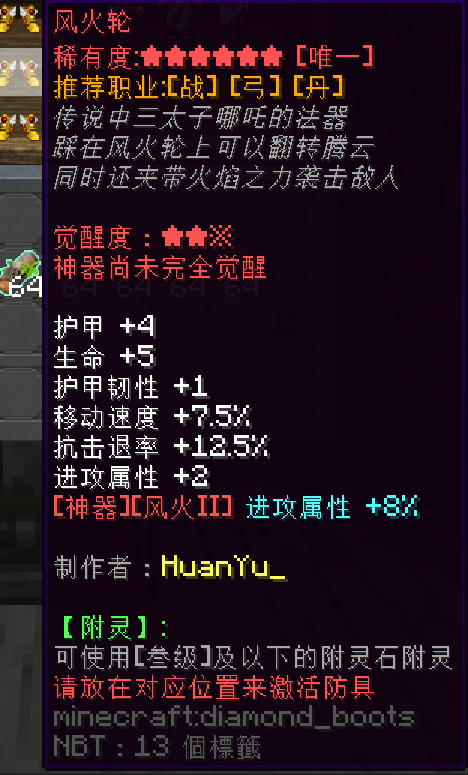 风火轮
稀有度:★★★★★★ [唯一]
推荐职业:[战] [弓] [丹]
传说中三太子哪吒的法器
踩在风火轮上可以翻转腾云
同时还夹带火焰之力袭击敌人
觉醒度：★★※
神器尚未完全觉醒
64
64 64 64 64
护甲 +4
生命 +5
护甲韧性 +1
移动速度 +7.5%
抗击退率 +12.5%
进攻属性 +2
[神器][风火II] 进攻属性 +8%
制作者：HuanYu_
【附灵】：
可使用[叁级]及以下的附灵石附灵
请放在对应位置来激活防具
minecraft:diamond_boots
NBT：13 個標籤